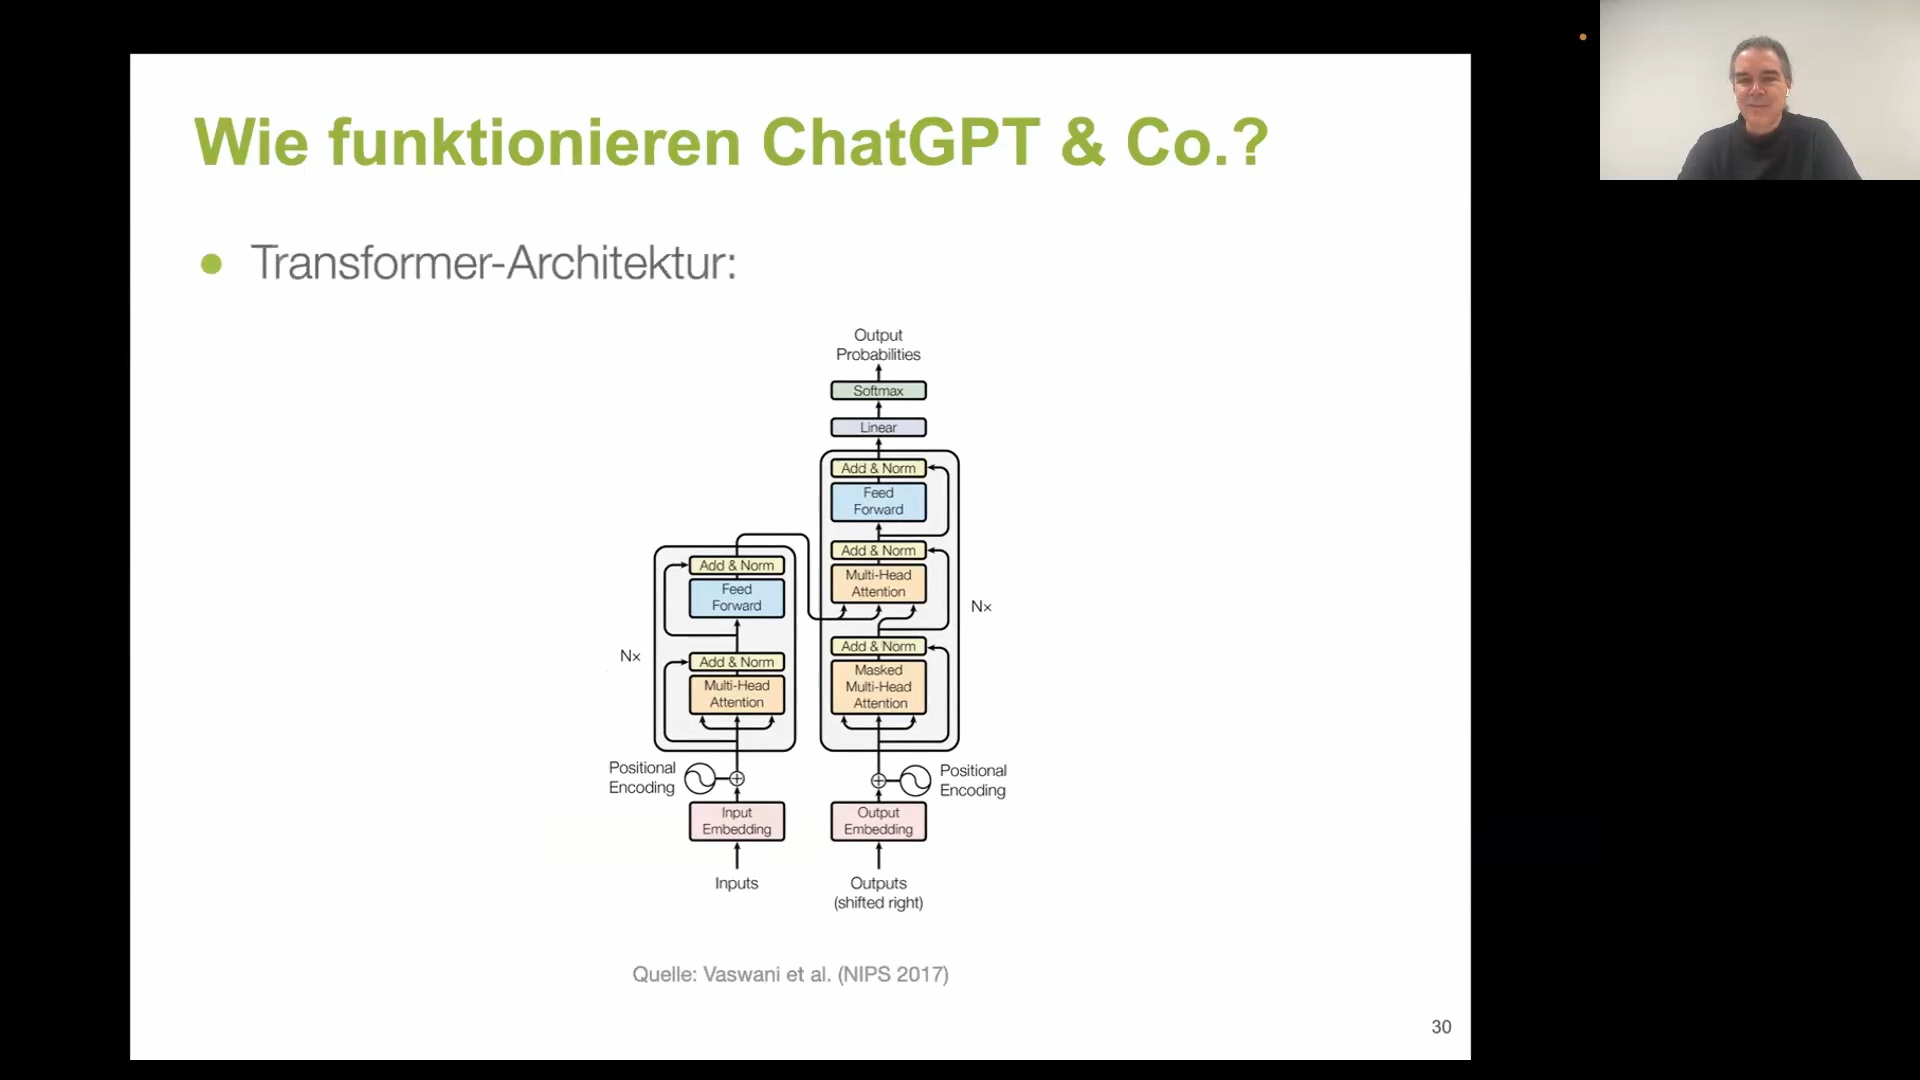 Wie funktionieren ChatGPT & Co.?
Transformer-Architektur:
Output
Probabilities
Softmax
Linear
Add & Norm
Feed
Forward
Add & Norm
Multi-Head
Attention
Nx
Add & Norm
Masked
Multi-Head
Attention
Positional
Encoding
Output
Embedding
Outputs
(shifted right)
Add & Norm
Feed
Forward
Nx
Add & Norm
Multi-Head
Attention
Positional
Encoding
Input
Embedding
Inputs
Quelle: Vaswani et al. (NIPS 2017)
30